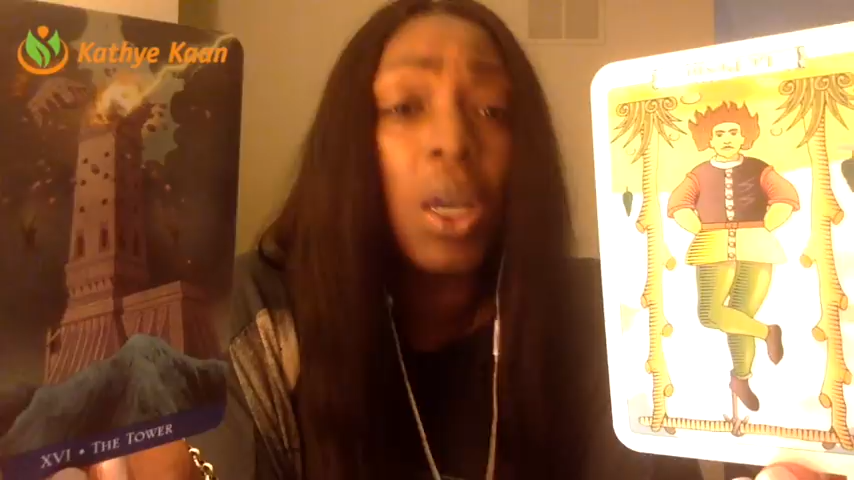 Kathye Kaan
XVI • THE TOWER